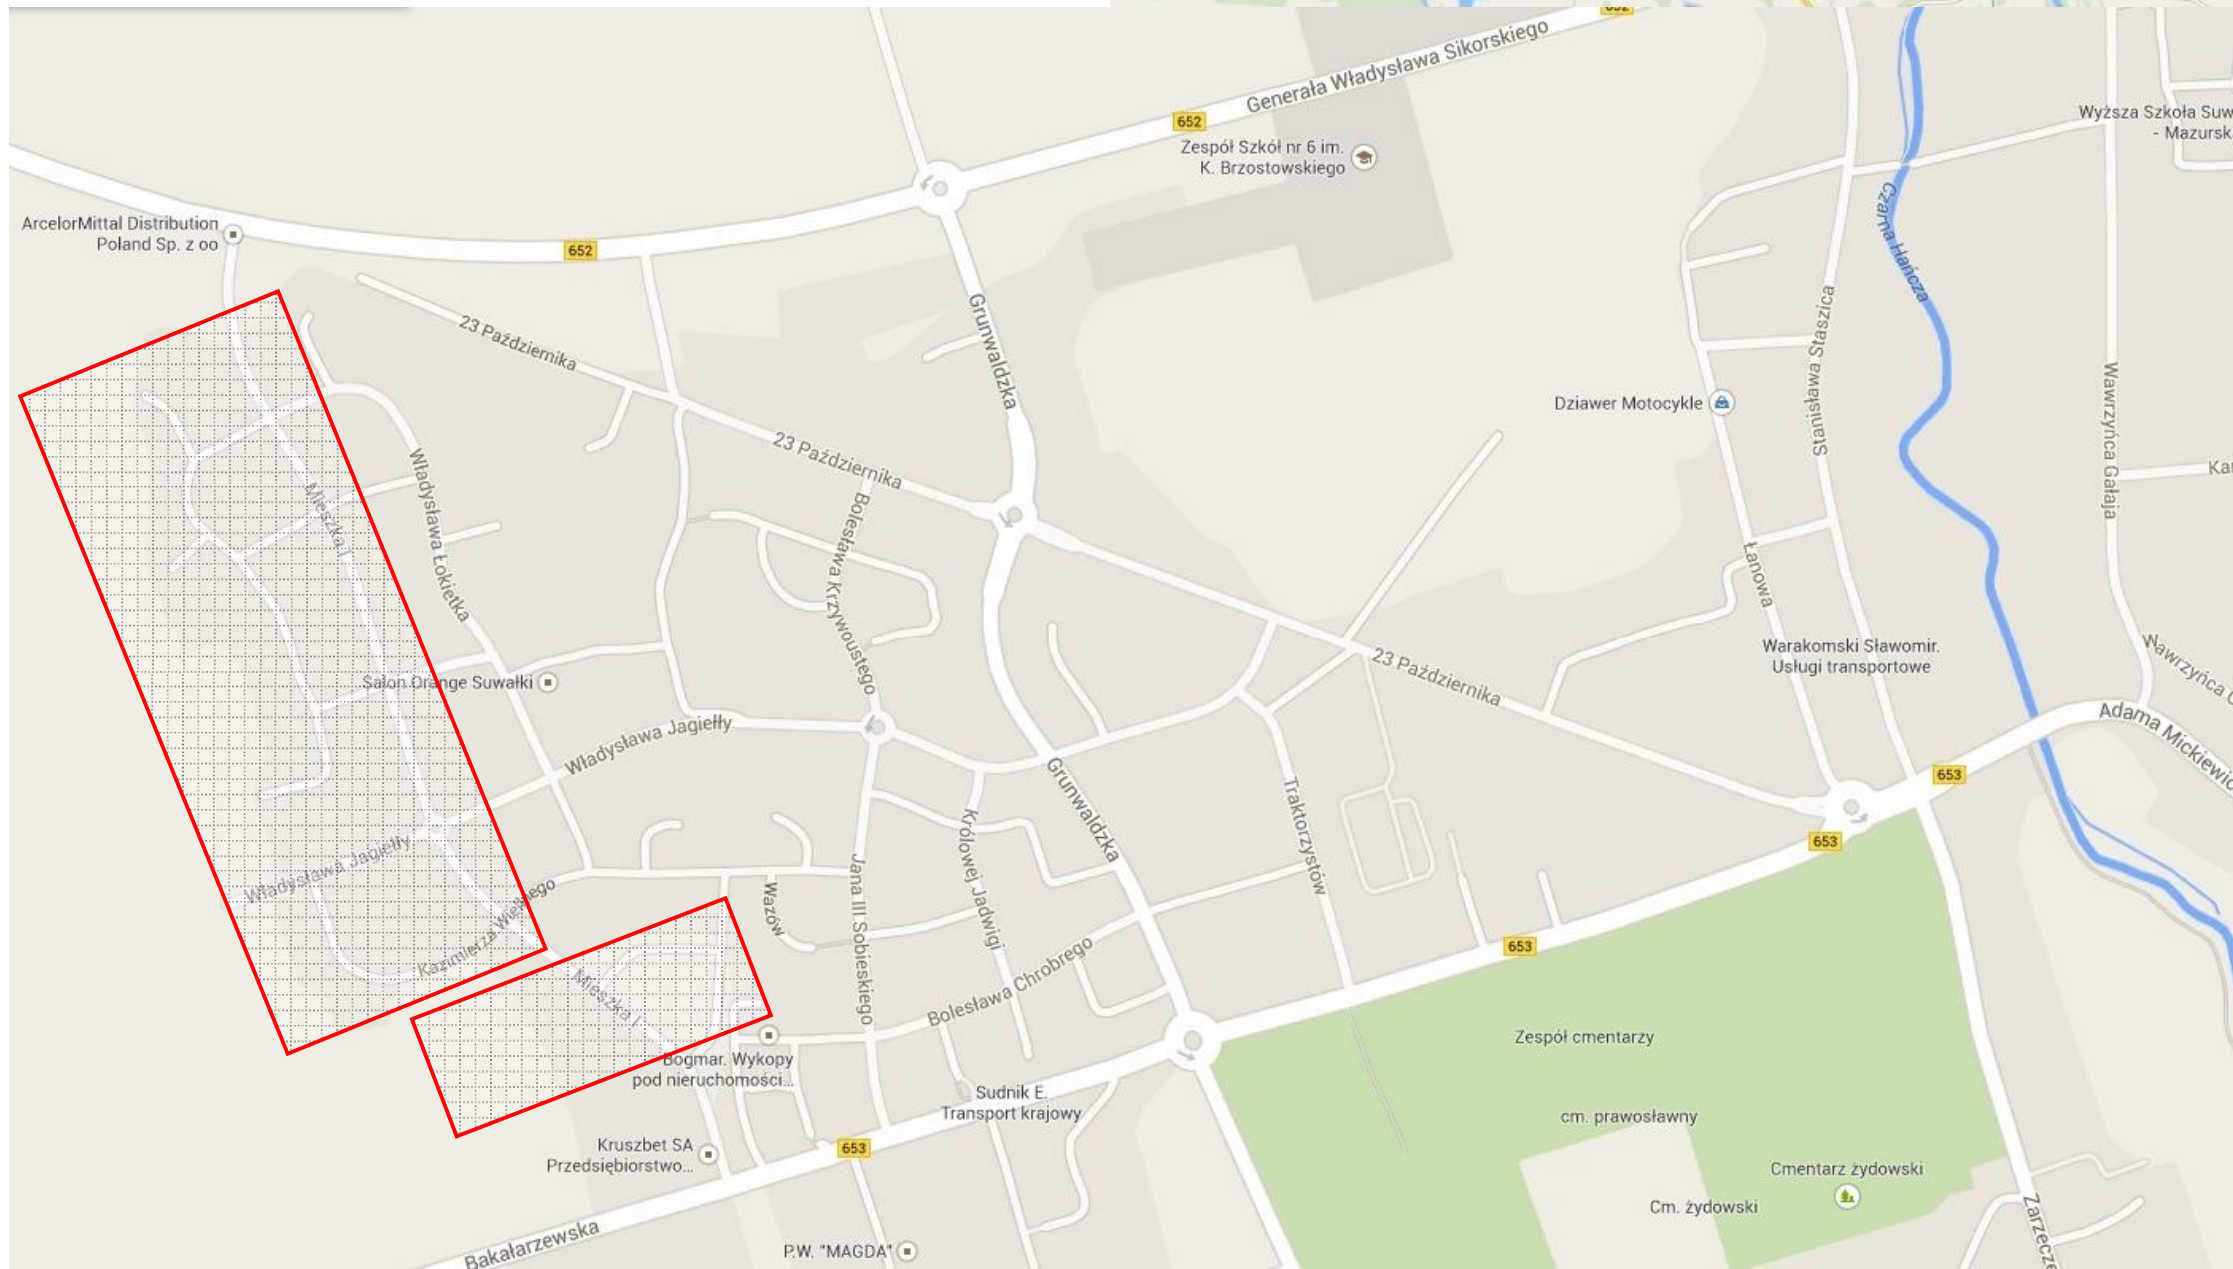 652
Generała Władysława Sikorskiego
652
Zespół Szkół nr 6 im.
K. Brzostowskiego
Wyższa Szkoła Suw
- Mazursk
ArcelorMittal Distribution
Poland Sp. z oo
652
Czarna Hańcza
Grunwaldzka
23 Października
Stanisława Staszica
Wawrzyńca Gałaja
Dziawer Motocykle
23 Października
Władysława Łokietka
Mieszka I
Bolesława Krzywoustego
Kar
Łanowa
Warakomski Sławomir.
Usługi transportowe
23 Października
Wawrzyńca G
Salon Orange Suwałki
Władysława Jagiełły
Adama Mickiewic
653
Grunwaldzka
Traktorzystów
653
Królowej Jadwigi
Władysława Jagiełły
Jana III Sobieskiego
Wazów
Kazimierza Wielkiego
653
Bolesława Chrobrego
Mieszka I
Bogmar. Wykopy
pod nieruchomości...
Zespół cmentarzy
Sudnik E.
Transport krajowy
cm. prawosławny
Kruszbet SA
Przedsiębiorstwo...
653
Cmentarz żydowski
Cm. żydowski
Zarzecze
Bakałarzewska
P.W. "MAGDA"